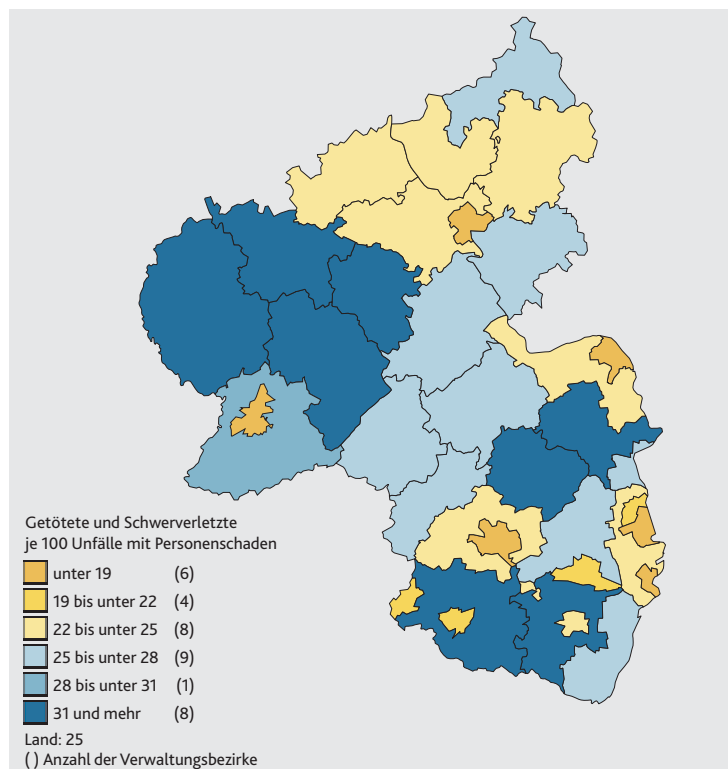 Getötete und Schwerverletzte
je 100 Unfälle mit Personenschaden
unter 19 (6)
19 bis unter 22 (4)
22 bis unter 25 (8)
25 bis unter 28 (9)
28 bis unter 31 (1)
31 und mehr (8)
Land: 25
( ) Anzahl der Verwaltungsbezirke